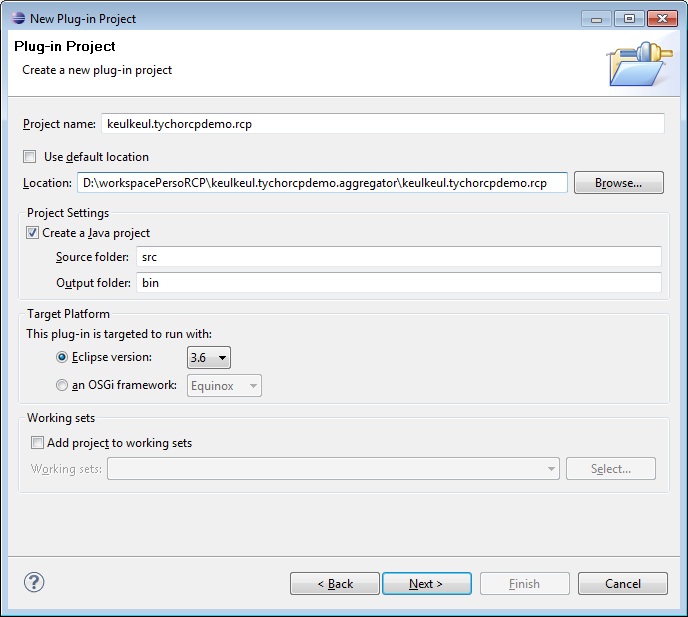 New Plug-in Project
Plug-in Project
Create a new plug-in project
Project name: keulkeul.tychorcpdemo.rcp
Use default location
Location: D:\workspacePersoRCP\keulkeul.tychorcpdemo.aggregator\keulkeul.tychorcpdemo.rcp Browse...
Project Settings
Create a Java project
Source folder: src
Output folder: bin
Target Platform
This plug-in is targeted to run with:
Eclipse version: 3.6
an OSGi framework: Equinox
Working sets
Add project to working sets
Working sets: Select...
? < Back Next > Finish Cancel